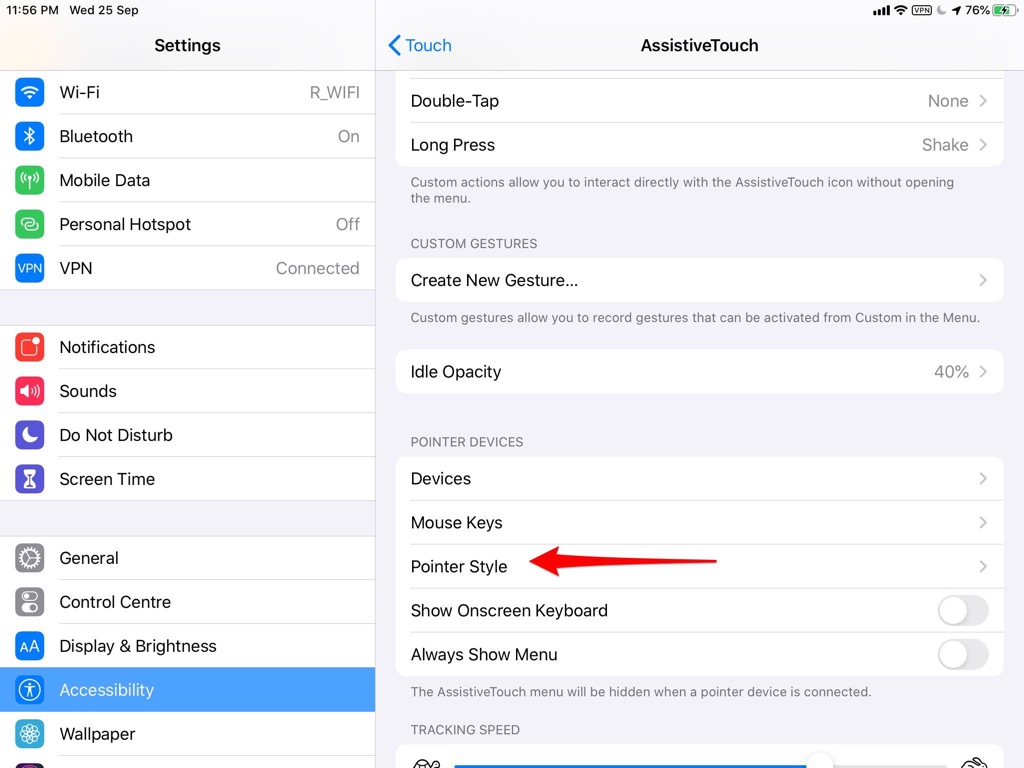 11:56 PM Wed 25 Sep
VPN 76%
Settings
Wi-Fi R_WIFI
Bluetooth On
Mobile Data
Personal Hotspot Off
VPN VPN Connected
Notifications
Sounds
Do Not Disturb
Screen Time
General
Control Centre
AA Display & Brightness
Accessibility
Wallpaper
Touch
AssistiveTouch
Double-Tap None
Long Press Shake
Custom actions allow you to interact directly with the AssistiveTouch icon without opening
the menu.
CUSTOM GESTURES
Create New Gesture...
Custom gestures allow you to record gestures that can be activated from Custom in the Menu.
Idle Opacity 40%
POINTER DEVICES
Devices
Mouse Keys
Pointer Style
Show Onscreen Keyboard
Always Show Menu
The AssistiveTouch menu will be hidden when a pointer device is connected.
TRACKING SPEED